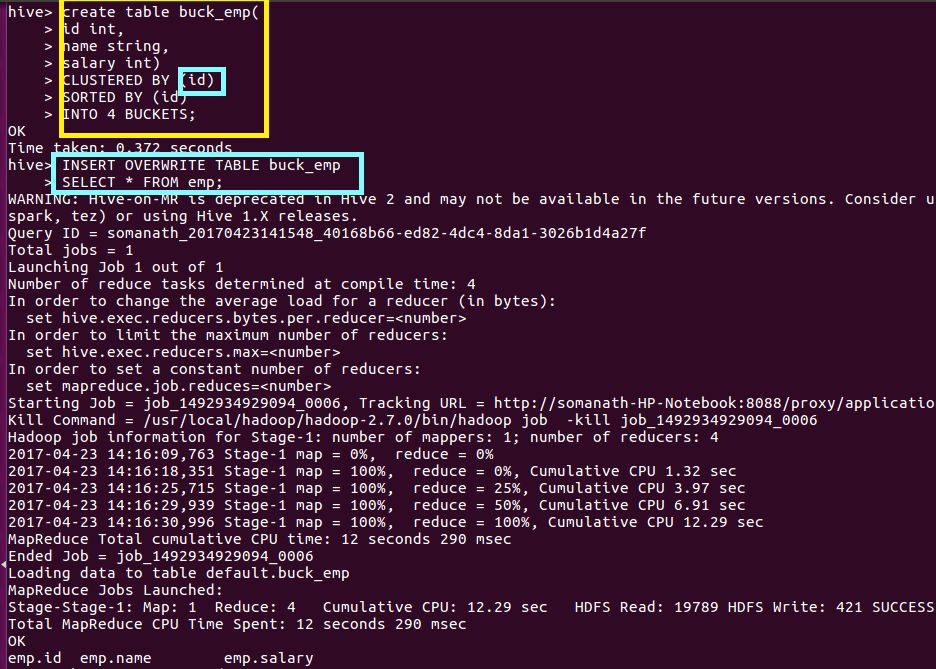 hive> create table buck_emp(
> id int,
> name string,
> salary int)
> CLUSTERED BY (id)
> SORTED BY (id)
> INTO 4 BUCKETS;
OK
Time taken: 0.372 seconds
hive> INSERT OVERWRITE TABLE buck_emp
> SELECT * FROM emp;
WARNING: Hive-on-MR is deprecated in Hive 2 and may not be available in the future versions. Consider u
spark, tez) or using Hive 1.X releases.
Query ID = somanath_20170423141548_40168b66-ed82-4dc4-8da1-3026b1d4a27f
Total jobs = 1
Launching Job 1 out of 1
Number of reduce tasks determined at compile time: 4
In order to change the average load for a reducer (in bytes):
set hive.exec.reducers.bytes.per.reducer=<number>
In order to limit the maximum number of reducers:
set hive.exec.reducers.max=<number>
In order to set a constant number of reducers:
set mapreduce.job.reduces=<number>
Starting Job = job_1492934929094_0006, Tracking URL = http://somanath-HP-Notebook:8088/proxy/applicatio
Kill Command = /usr/local/hadoop/hadoop-2.7.0/bin/hadoop job  -kill job_1492934929094_0006
Hadoop job information for Stage-1: number of mappers: 1; number of reducers: 4
2017-04-23 14:16:09,763 Stage-1 map = 0%,  reduce = 0%
2017-04-23 14:16:18,351 Stage-1 map = 100%,  reduce = 0%, Cumulative CPU 1.32 sec
2017-04-23 14:16:25,715 Stage-1 map = 100%,  reduce = 25%, Cumulative CPU 3.97 sec
2017-04-23 14:16:29,939 Stage-1 map = 100%,  reduce = 50%, Cumulative CPU 6.91 sec
2017-04-23 14:16:30,996 Stage-1 map = 100%,  reduce = 100%, Cumulative CPU 12.29 sec
MapReduce Total cumulative CPU time: 12 seconds 290 msec
Ended Job = job_1492934929094_0006
Loading data to table default.buck_emp
MapReduce Jobs Launched:
Stage-Stage-1: Map: 1  Reduce: 4   Cumulative CPU: 12.29 sec   HDFS Read: 19789 HDFS Write: 421 SUCCESS
Total MapReduce CPU Time Spent: 12 seconds 290 msec
OK
emp.id  emp.name        emp.salary